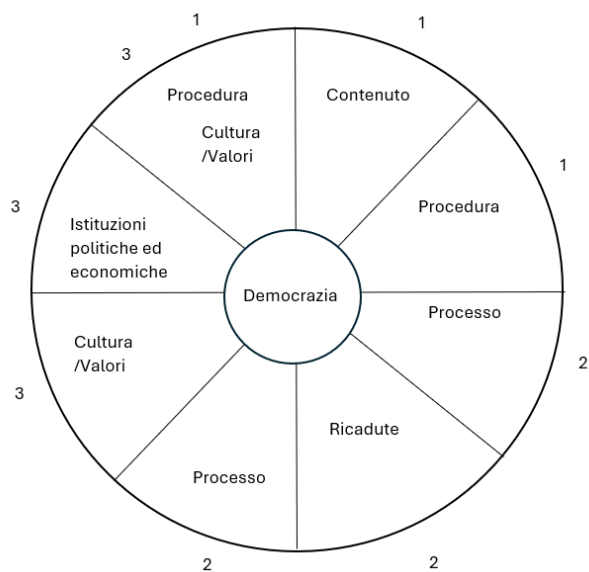 1
1
3
Procedura
Contenuto
Cultura
/Valori
1
Procedura
3
Istituzioni
politiche ed
economiche
Democrazia
Processo
Cultura
/Valori
2
3
Ricadute
Processo
2
2